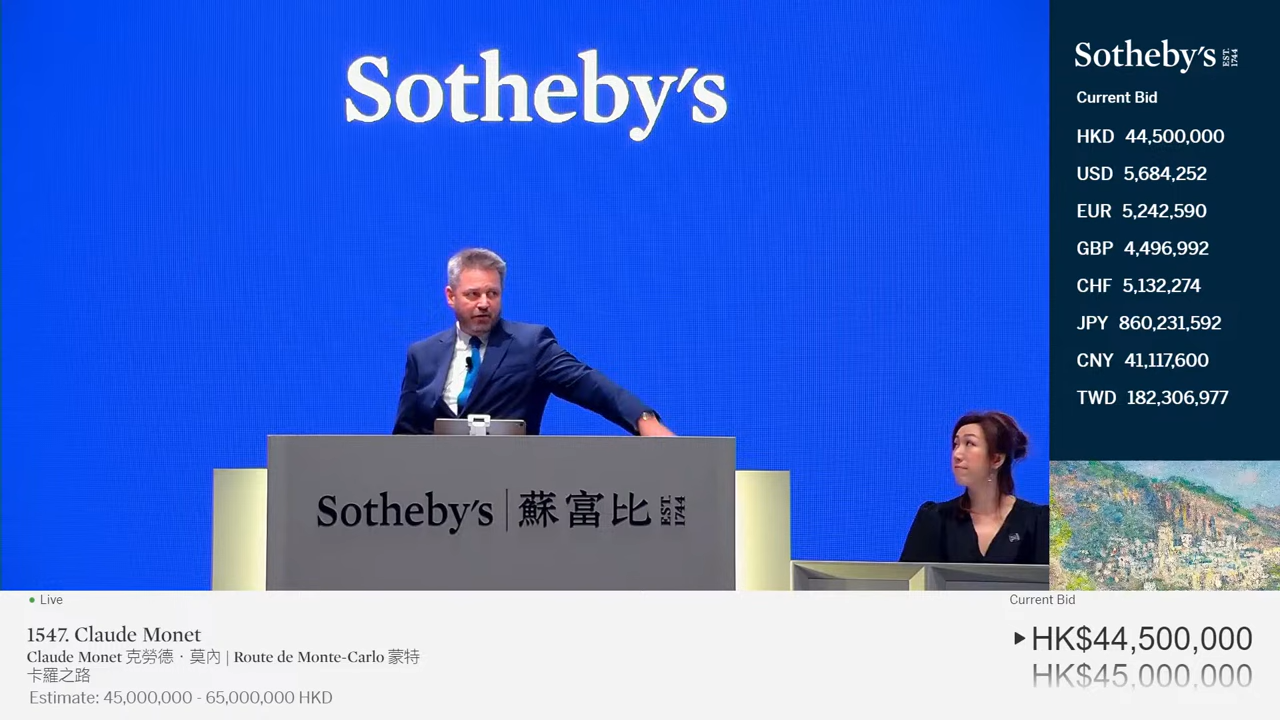 Sotheby's
Sotheby's | 蘇富比 EST. 1744
Sotheby's EST. 1744
Current Bid
HKD 44,500,000
USD 5,684,252
EUR 5,242,590
GBP 4,496,992
CHF 5,132,274
JPY 860,231,592
CNY 41,117,600
TWD 182,306,977
• Live
1547. Claude Monet
Claude Monet 克勞德・莫內 | Route de Monte-Carlo 蒙特
卡羅之路
Estimate: 45,000,000 - 65,000,000 HKD
Current Bid
HK$44,500,000
HK$45,000,000